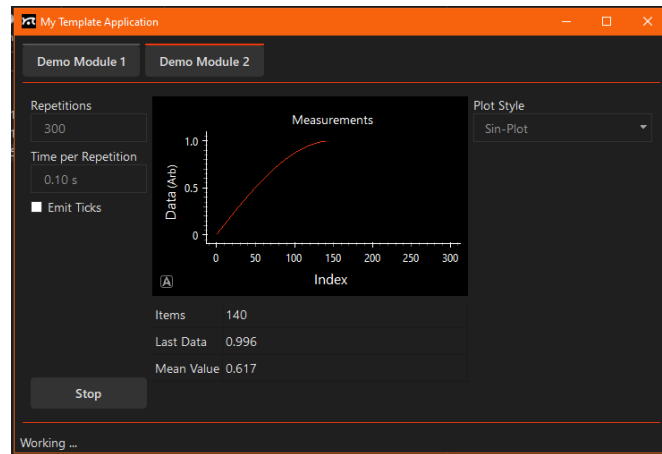 My Template Application
Demo Module 1
Demo Module 2
Repetitions
300
Time per Repetition
0.10 s
Emit Ticks
Measurements
Data (Arb)
1.0
0.5
0
0 50 100 150 200 250 300
Index
A
Items 140
Last Data 0.996
Mean Value 0.617
Plot Style
Sin-Plot
Stop
Working ...